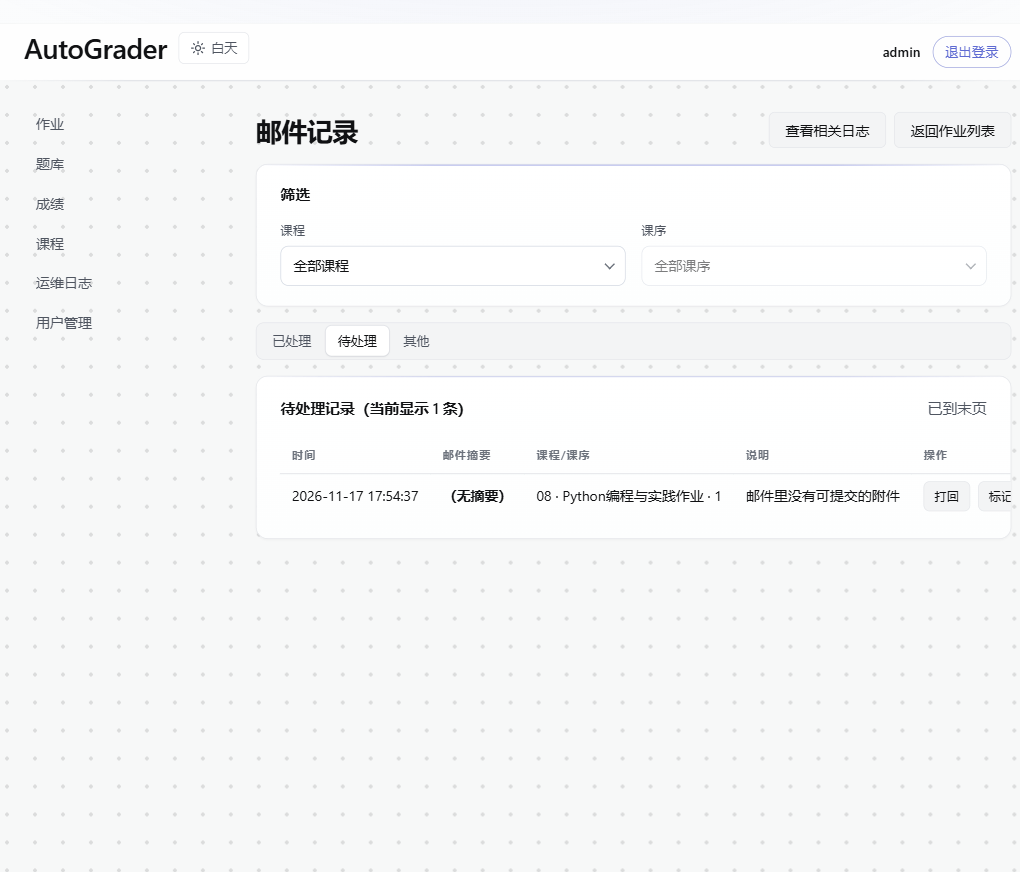 AutoGrader 白天 admin 退出登录
作业
题库
成绩
课程
运维日志
用户管理
邮件记录 查看相关日志 返回作业列表
筛选
课程 课序
全部课程 全部课序
已处理 待处理 其他
待处理记录（当前显示 1 条） 已到末页
时间 邮件摘要 课程/课序 说明 操作
2026-11-17 17:54:37 （无摘要） 08 · Python编程与实践作业 · 1 邮件里没有可提交的附件 打回 标记